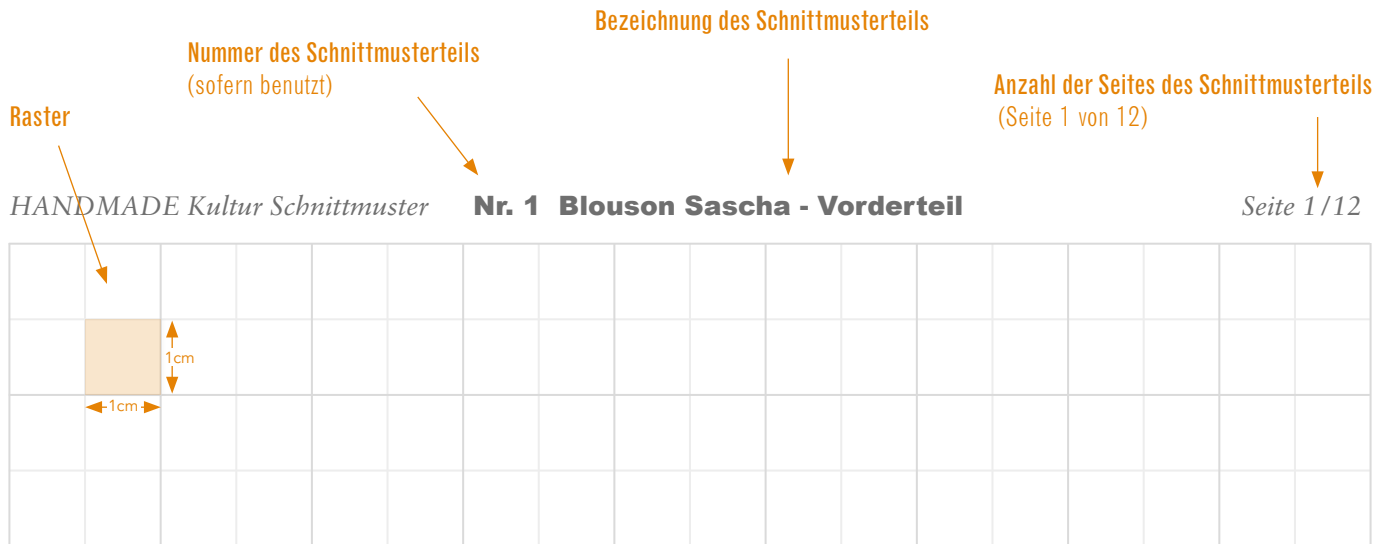 Bezeichnung des Schnittmusterteils
Nummer des Schnittmusterteils
(sofern benutzt)
Anzahl der Seites des Schnittmusterteils
(Seite 1 von 12)
Raster
HANDMADE Kultur Schnittmuster Nr. 1 Blouson Sascha - Vorderteil Seite 1/12
1cm
1cm